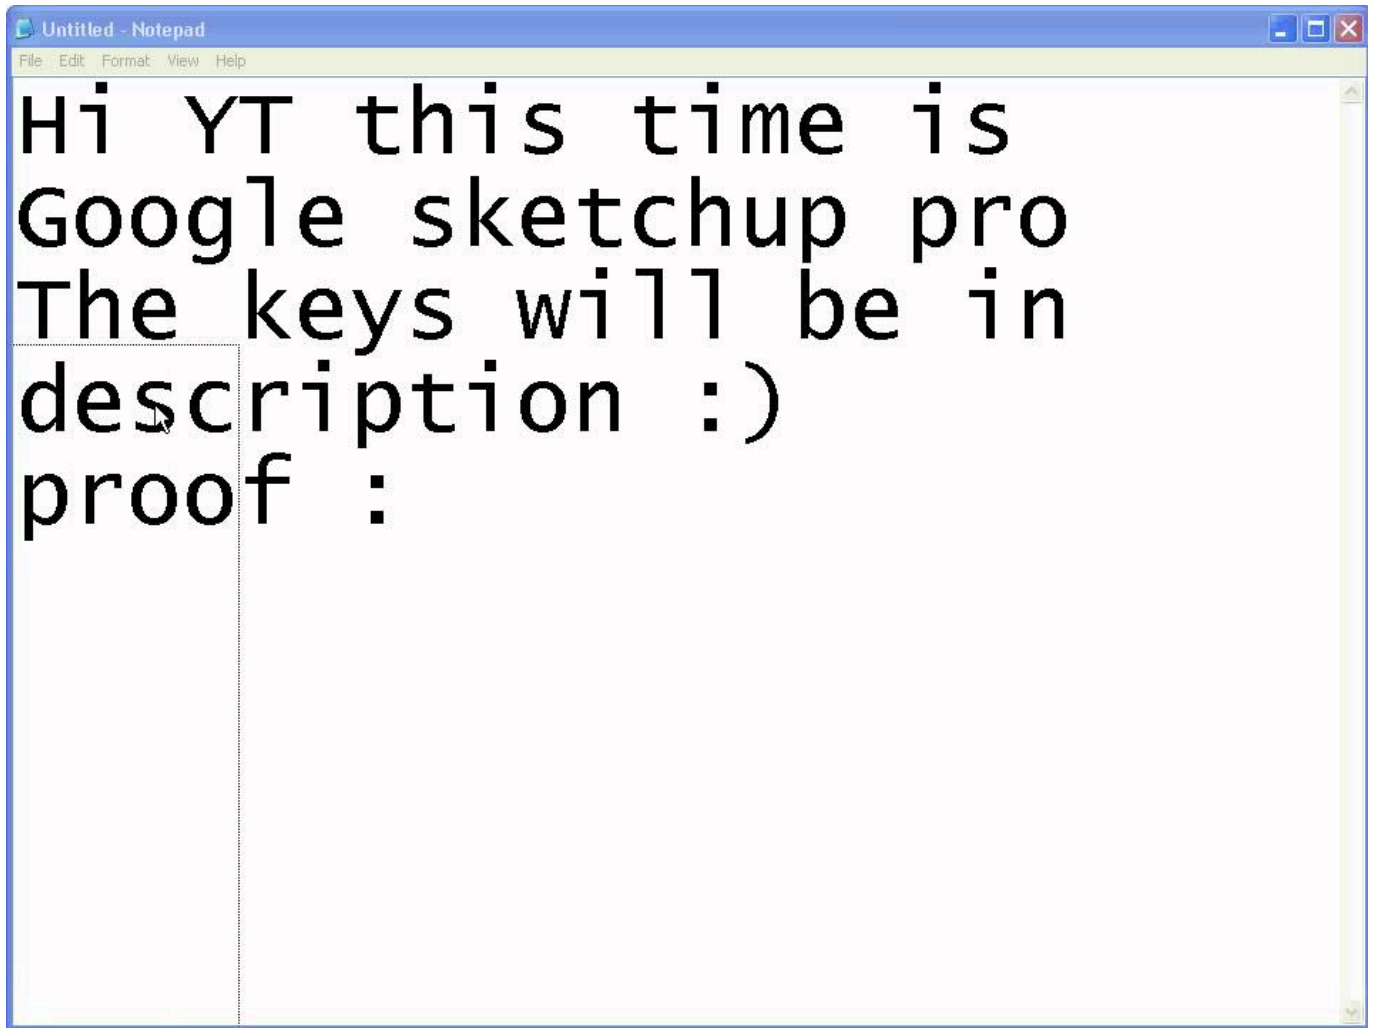 Untitled - Notepad
File Edit Format View Help
Hi YT this time is
Google sketchup pro
The keys will be in
description :)
proof :